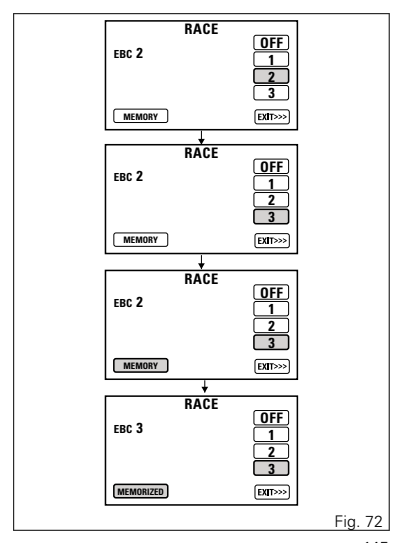 RACE
EBC 2
OFF
1
2
3
MEMORY
EXIT>>>
RACE
EBC 2
OFF
1
2
3
MEMORY
EXIT>>>
RACE
EBC 2
OFF
1
2
3
MEMORY
EXIT>>>
RACE
EBC 3
OFF
1
2
3
MEMORIZED
EXIT>>>
Fig. 72